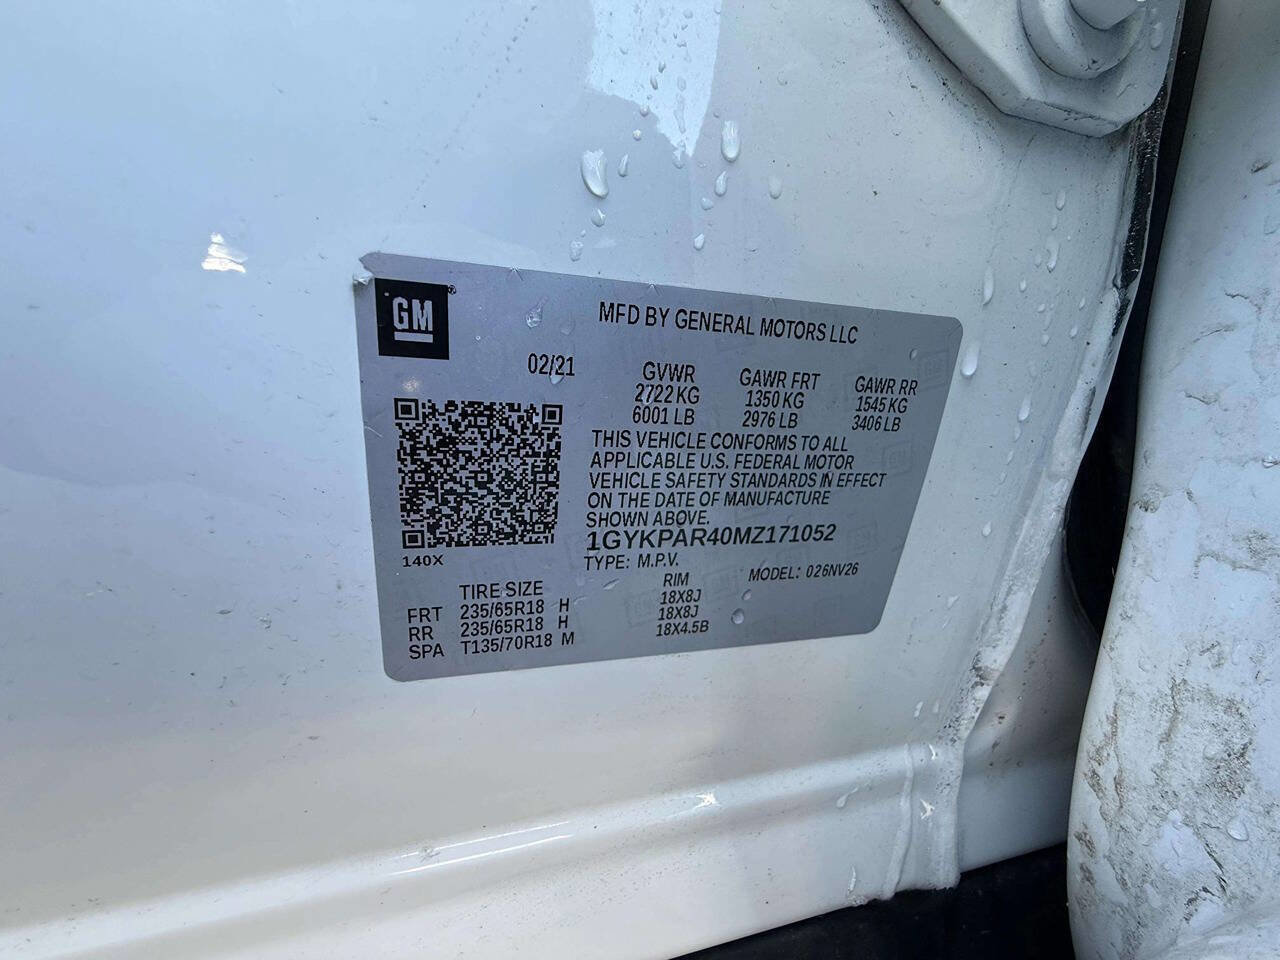 GM
MFD BY GENERAL MOTORS LLC
02/21
GVWR GAWR FRT GAWR RR
2722 KG 1350 KG 1545 KG
6001 LB 2976 LB 3406 LB
THIS VEHICLE CONFORMS TO ALL
APPLICABLE U.S. FEDERAL MOTOR
VEHICLE SAFETY STANDARDS IN EFFECT
ON THE DATE OF MANUFACTURE
SHOWN ABOVE.
1GYKPAR40MZ171052
140X
TYPE: M.P.V. MODEL: 026NV26
TIRE SIZE RIM
FRT 235/65R18 H 18X8J
RR 235/65R18 H 18X8J
SPA T135/70R18 M 18X4.5B